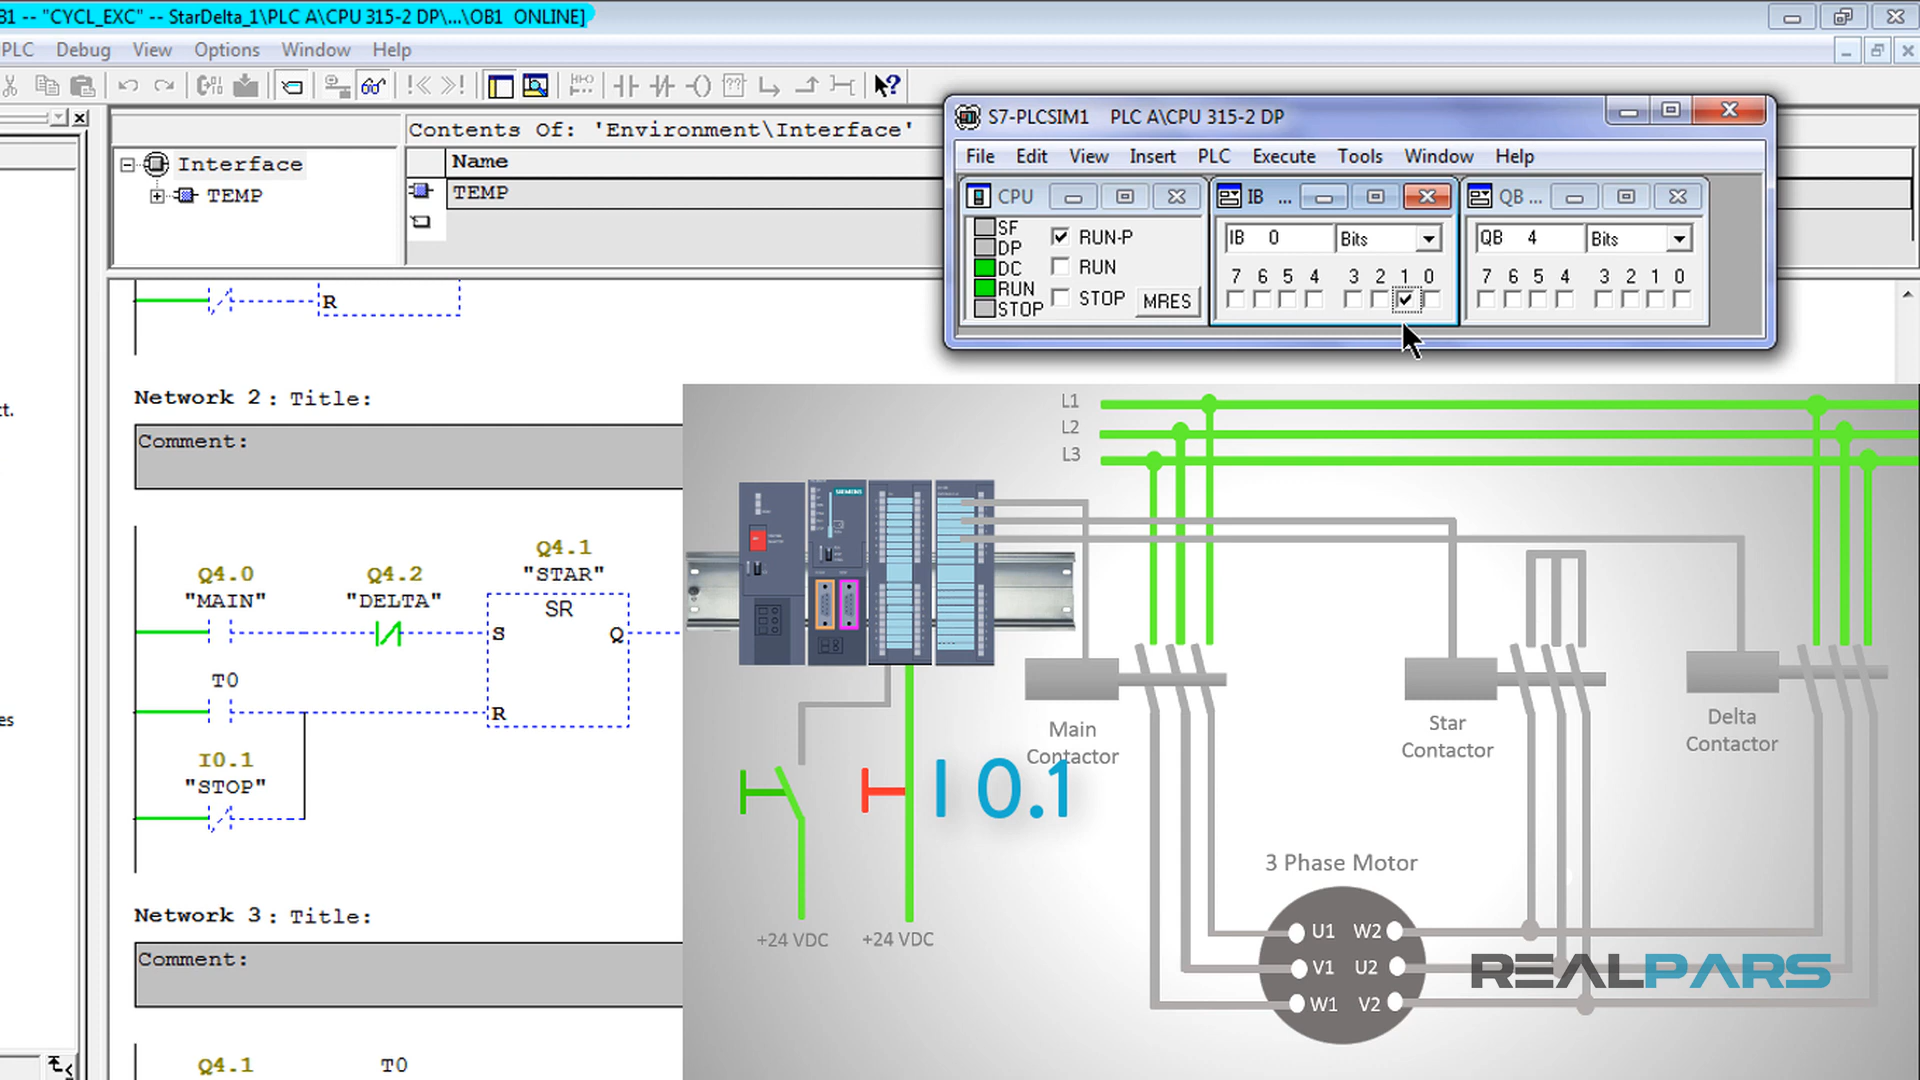 B1 -- "CYCL_EXC" -- StarDelta_1\PLC A\CPU 315-2 DP\...\OB1 ONLINE]
PLC Debug View Options Window Help
Contents Of: 'Environment\Interface'
Interface
TEMP
Name
TEMP
S7-PLCSIM1 PLC A\CPU 315-2 DP
File Edit View Insert PLC Execute Tools Window Help
CPU
SF
DP
DC
RUN
STOP
RUN-P
RUN
STOP
MRES
IB ...
IB 0 Bits
7 6 5 4 3 2 1 0
QB ...
QB 4 Bits
7 6 5 4 3 2 1 0
R
t.
es
Network 2: Title:
Comment:
Q4.0
"MAIN"
Q4.2
"DELTA"
Q4.1
"STAR"
SR
S
Q
T0
R
I0.1
"STOP"
Network 3: Title:
Comment:
Q4.1
T0
L1
L2
L3
SIEMENS
Main
Contactor
Star
Contactor
Delta
Contactor
I 0.1
+24 VDC
+24 VDC
3 Phase Motor
U1 W2
V1 U2
W1 V2
REALPARS